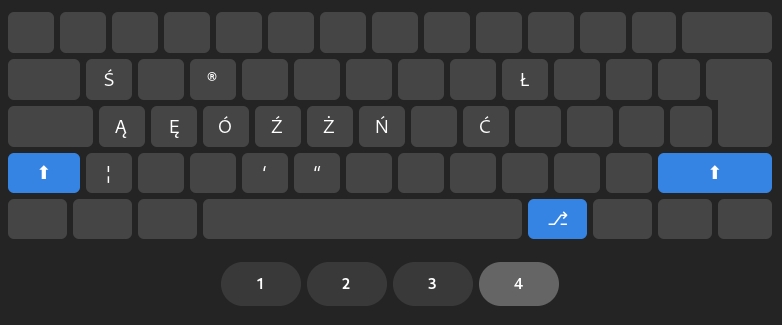 Ś ® Ł
Ą Ę Ó Ź Ż Ń Ć
⬆ ¦ ‘ “ ⬆
⎇
1 2 3 4